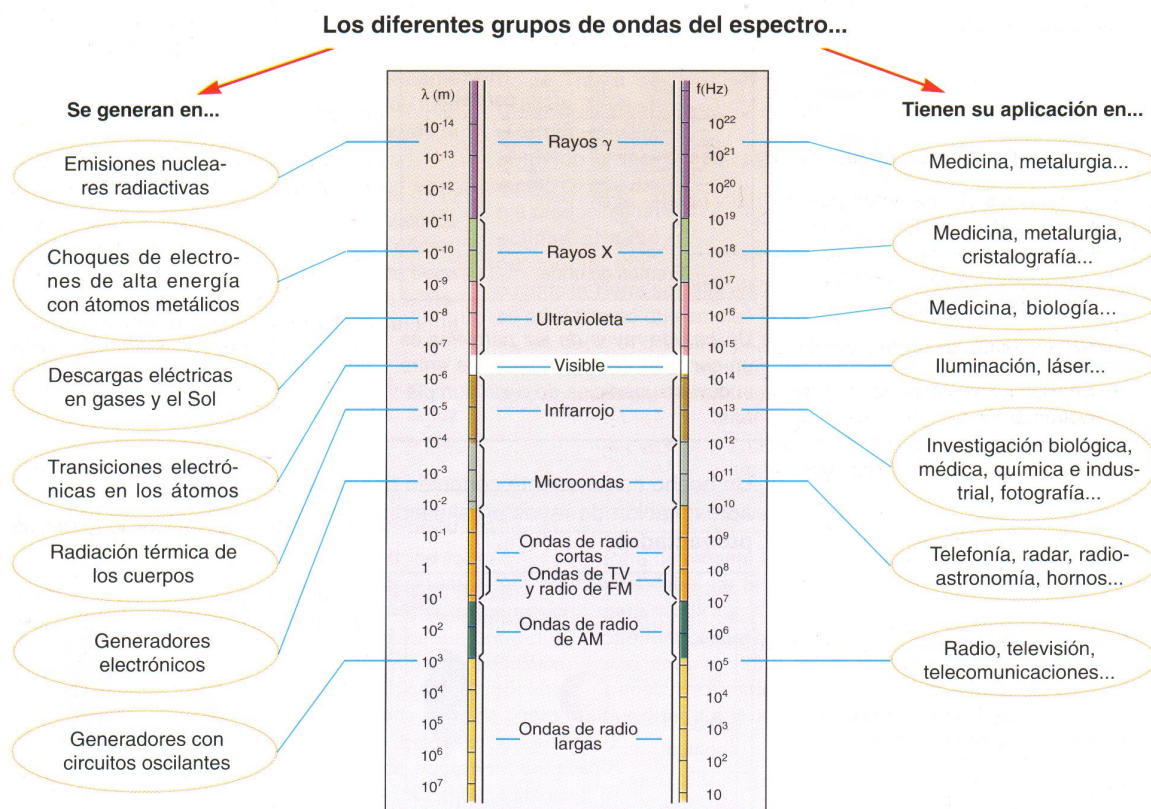 Los diferentes grupos de ondas del espectro...
Se generan en...
Emisiones nuclea-
res radiactivas
Choques de electro-
nes de alta energía
con átomos metálicos
Descargas eléctricas
en gases y el Sol
Transiciones electró-
nicas en los átomos
Radiación térmica de
los cuerpos
Generadores
electrónicos
Generadores con
circuitos oscilantes
λ (m)
10⁻¹⁴
10⁻¹³
10⁻¹²
10⁻¹¹
10⁻¹⁰
10⁻⁹
10⁻⁸
10⁻⁷
10⁻⁶
10⁻⁵
10⁻⁴
10⁻³
10⁻²
10⁻¹
1
10¹
10²
10³
10⁴
10⁵
10⁶
10⁷
Rayos γ
Rayos X
Ultravioleta
Visible
Infrarrojo
Microondas
Ondas de radio
cortas
Ondas de TV
y radio de FM
Ondas de radio
de AM
Ondas de radio
largas
f(Hz)
10²²
10²¹
10²⁰
10¹⁹
10¹⁸
10¹⁷
10¹⁶
10¹⁵
10¹⁴
10¹³
10¹²
10¹¹
10¹⁰
10⁹
10⁸
10⁷
10⁶
10⁵
10⁴
10³
10²
10
Tienen su aplicación en...
Medicina, metalurgia...
Medicina, metalurgia,
cristalografía...
Medicina, biología...
Iluminación, láser...
Investigación biológica,
médica, química e indus-
trial, fotografía...
Telefonía, radar, radio-
astronomía, hornos...
Radio, televisión,
telecomunicaciones...